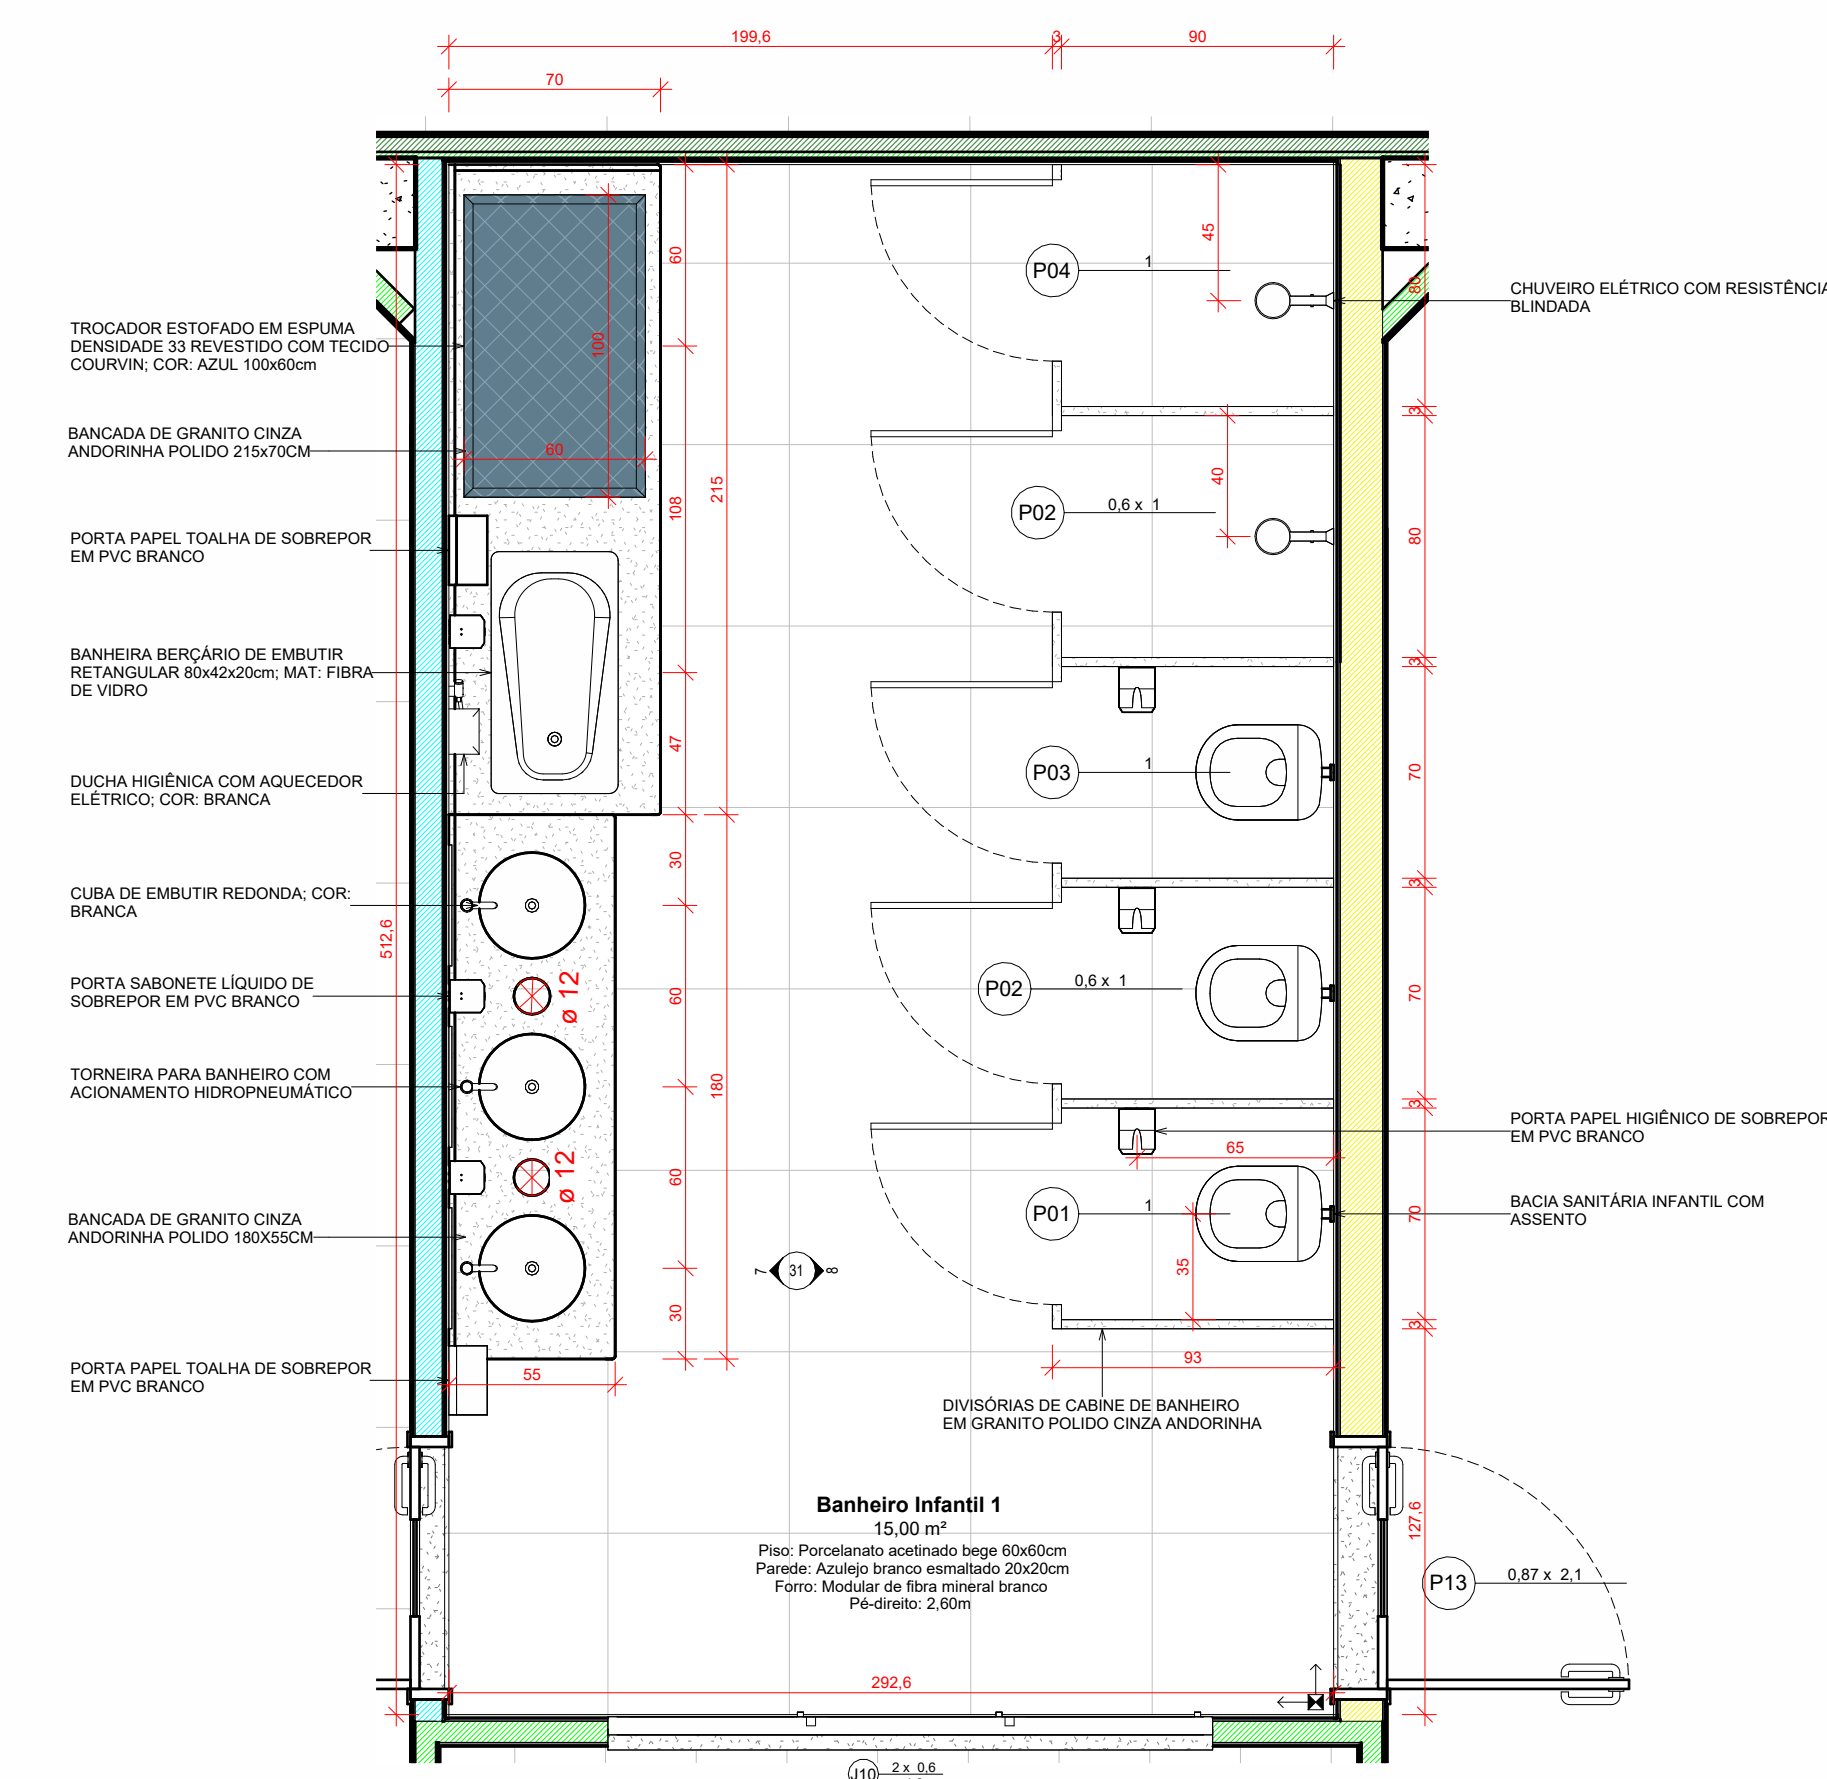 199,6
3
90
70
60
45
80
P04
1
CHUVEIRO ELÉTRICO COM RESISTÊNCIA
BLINDADA
TROCADOR ESTOFADO EM ESPUMA
DENSIDADE 33 REVESTIDO COM TECIDO
COURVIN; COR: AZUL 100x60cm
100
3
BANCADA DE GRANITO CINZA
ANDORINHA POLIDO 215x70CM
60
108
215
40
P02
0,6 x 1
80
PORTA PAPEL TOALHA DE SOBREPOR
EM PVC BRANCO
BANHEIRA BERÇÁRIO DE EMBUTIR
RETANGULAR 80x42x20cm; MAT: FIBRA
DE VIDRO
3
47
P03
1
70
DUCHA HIGIÊNICA COM AQUECEDOR
ELÉTRICO; COR: BRANCA
30
3
CUBA DE EMBUTIR REDONDA; COR:
BRANCA
512,6
PORTA SABONETE LÍQUIDO DE
SOBREPOR EM PVC BRANCO
ø 12
60
P02
0,6 x 1
70
TORNEIRA PARA BANHEIRO COM
ACIONAMENTO HIDROPNEUMÁTICO
180
3
PORTA PAPEL HIGIÊNICO DE SOBREPOR
EM PVC BRANCO
65
ø 12
60
P01
1
70
BACIA SANITÁRIA INFANTIL COM
ASSENTO
BANCADA DE GRANITO CINZA
ANDORINHA POLIDO 180X55CM
7
31
8
35
30
3
PORTA PAPEL TOALHA DE SOBREPOR
EM PVC BRANCO
55
93
DIVISÓRIAS DE CABINE DE BANHEIRO
EM GRANITO POLIDO CINZA ANDORINHA
Banheiro Infantil 1
15,00 m²
Piso: Porcelanato acetinado bege 60x60cm
Parede: Azulejo branco esmaltado 20x20cm
Forro: Modular de fibra mineral branco
Pé-direito: 2,60m
127,6
P13
0,87 x 2,1
292,6
J10
2 x 0,6